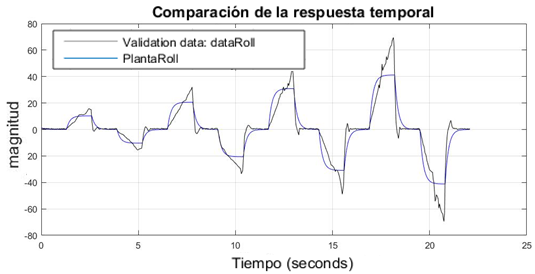 Comparación de la respuesta temporal
80
60
40
20
0
-20
-40
-60
-80
magnitud
Validation data: dataRoll
PlantaRoll
0 5 10 15 20 25
Tiempo (seconds)